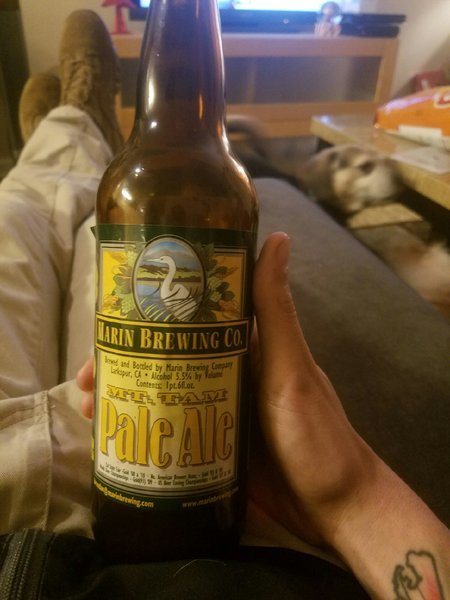 MARIN BREWING CO.
Brewed and Bottled by Marin Brewing Company
Larkspur, CA • Alcohol 5.5% by Volume
Contents: 1pt.6fl.oz.
MT. TAM
Pale Ale
www.marinbrewing.com